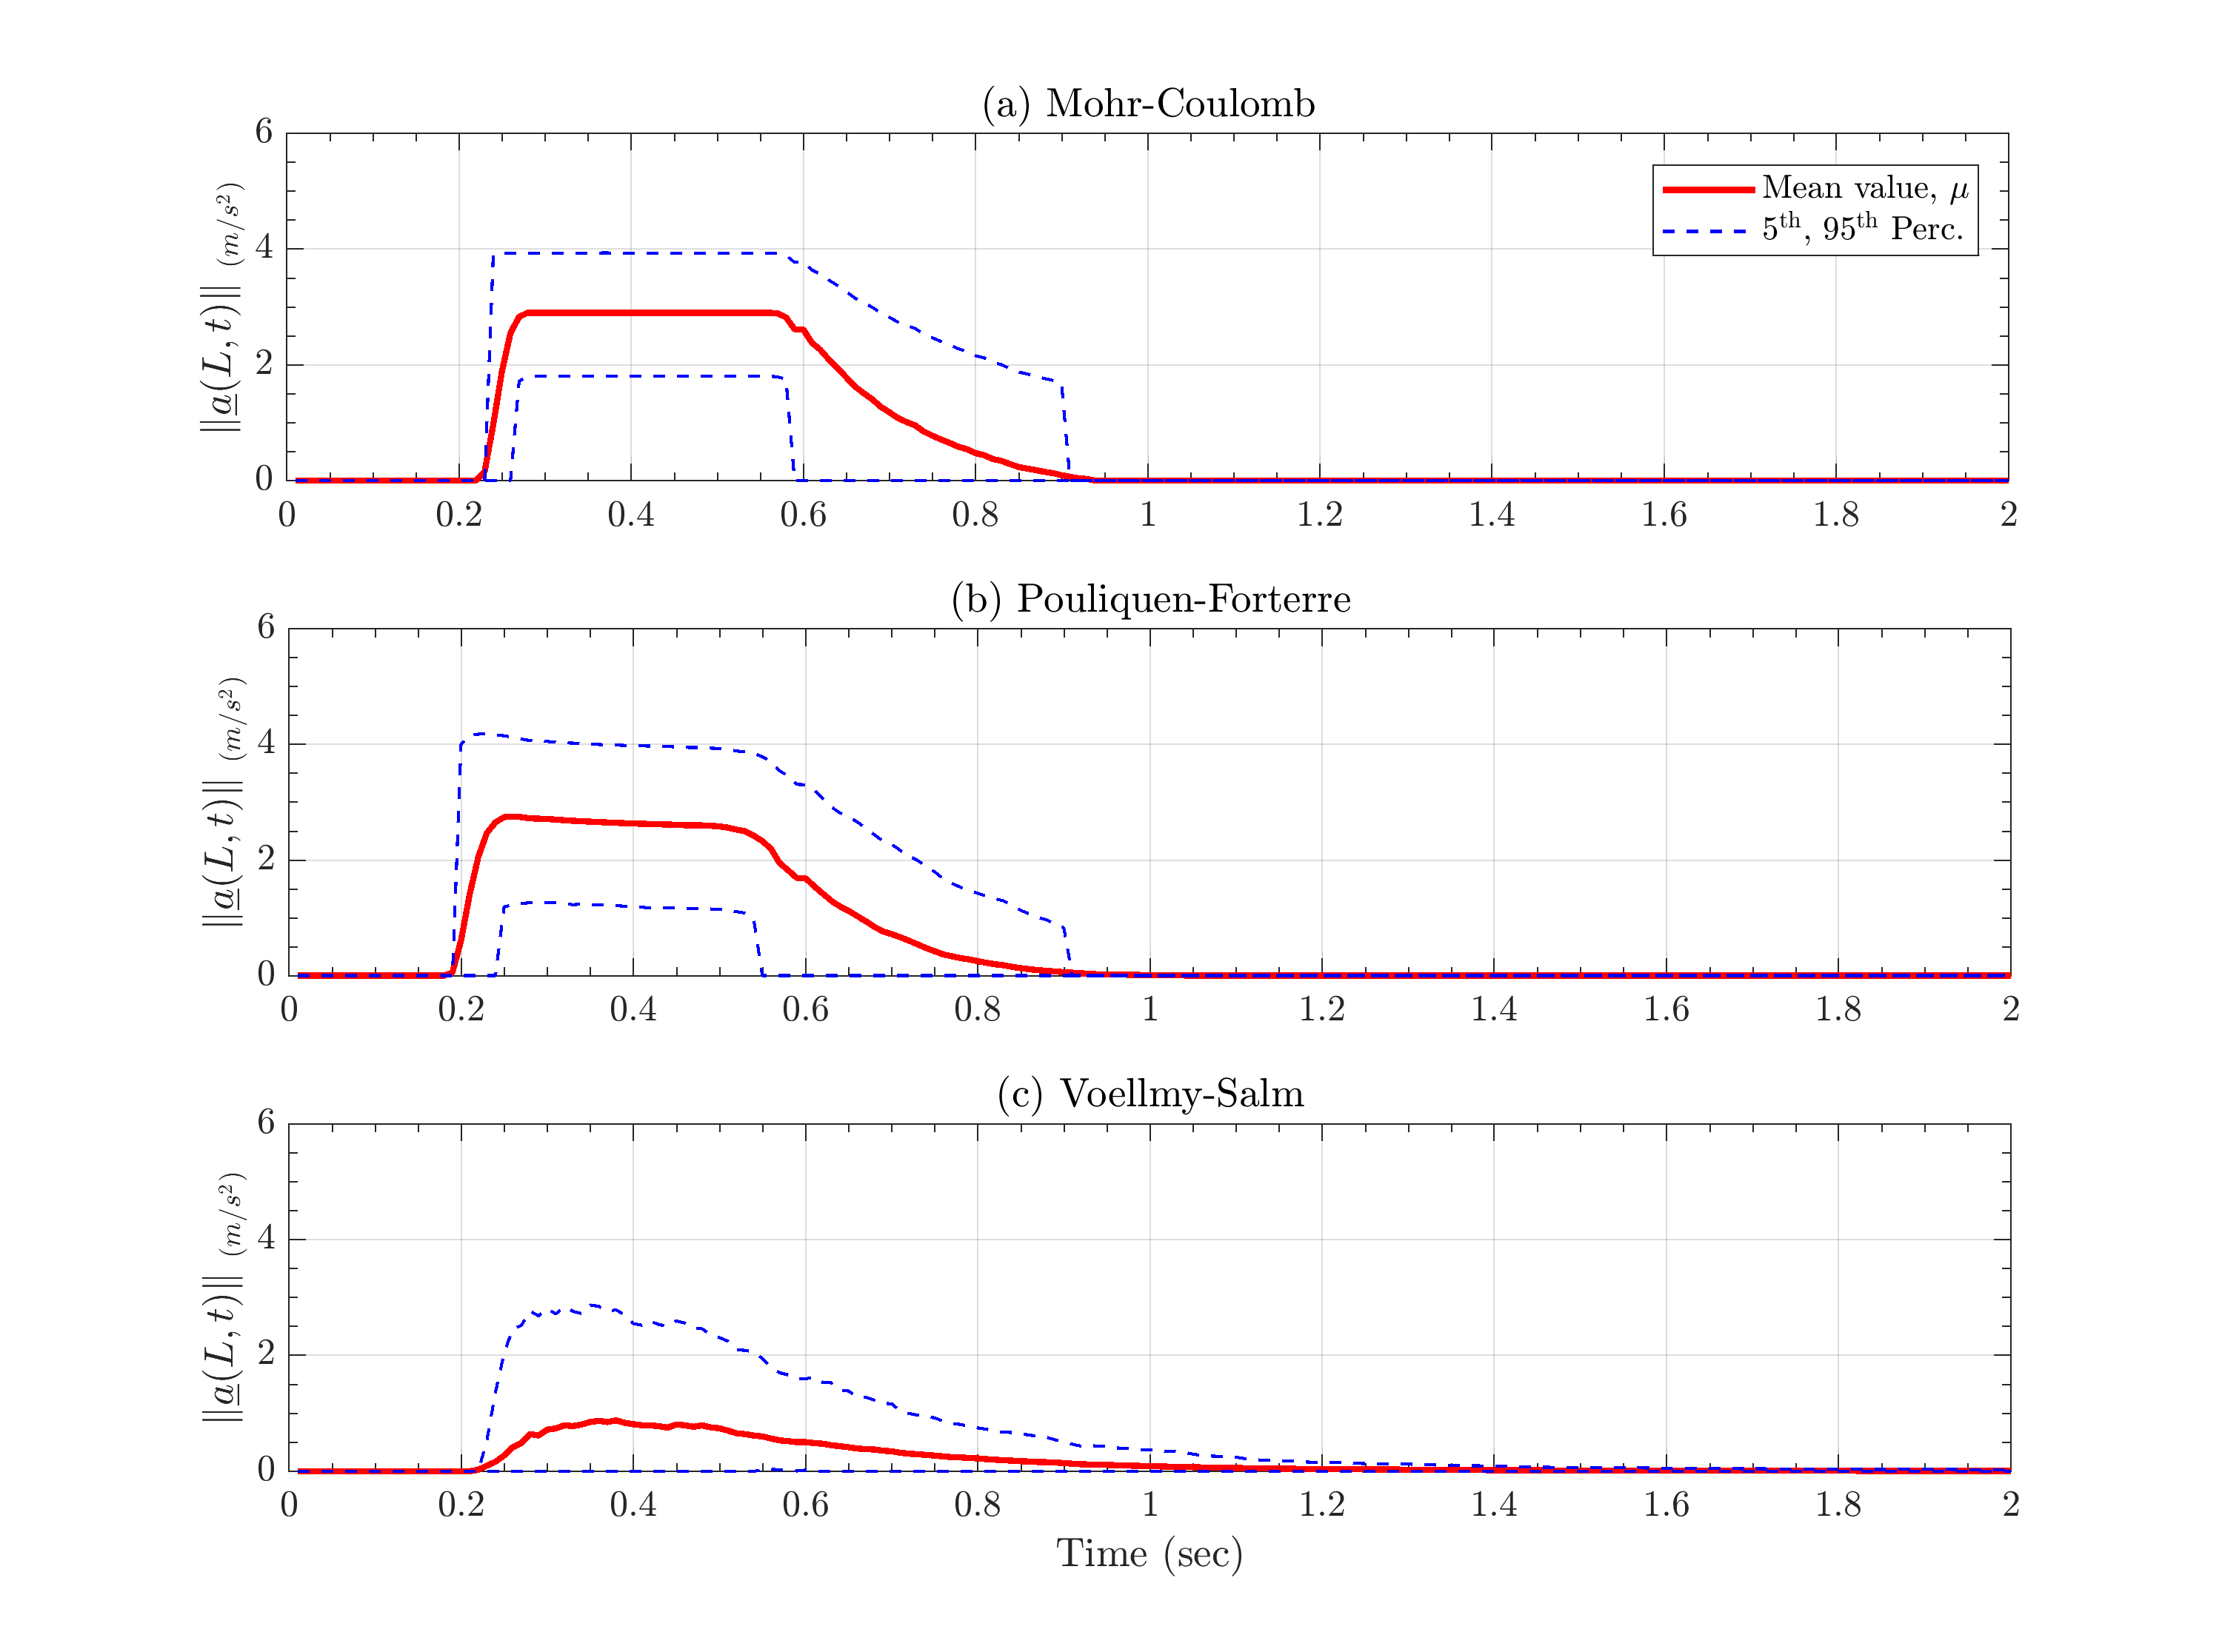 (a) Mohr-Coulomb
‖a(L, t)‖ (m/s²)
6
4
2
0
Mean value, μ
5th, 95th Perc.
0 0.2 0.4 0.6 0.8 1 1.2 1.4 1.6 1.8 2
(b) Pouliquen-Forterre
‖a(L, t)‖ (m/s²)
6
4
2
0
0 0.2 0.4 0.6 0.8 1 1.2 1.4 1.6 1.8 2
(c) Voellmy-Salm
‖a(L, t)‖ (m/s²)
6
4
2
0
0 0.2 0.4 0.6 0.8 1 1.2 1.4 1.6 1.8 2
Time (sec)